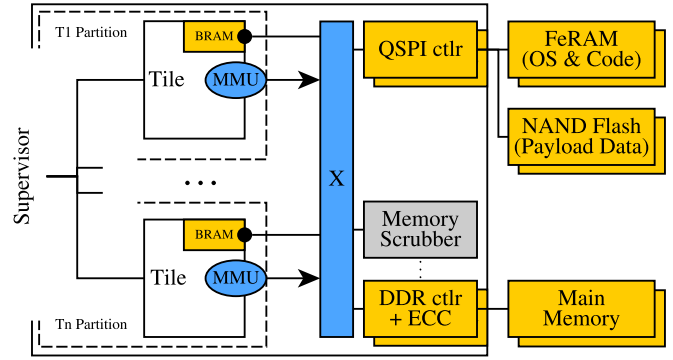 T1 Partition
BRAM
Tile
MMU
Supervisor
...
Tn Partition
BRAM
Tile
MMU
X
QSPI ctlr
Memory
Scrubber
DDR ctlr
+ ECC
FeRAM
(OS & Code)
NAND Flash
(Payload Data)
Main
Memory